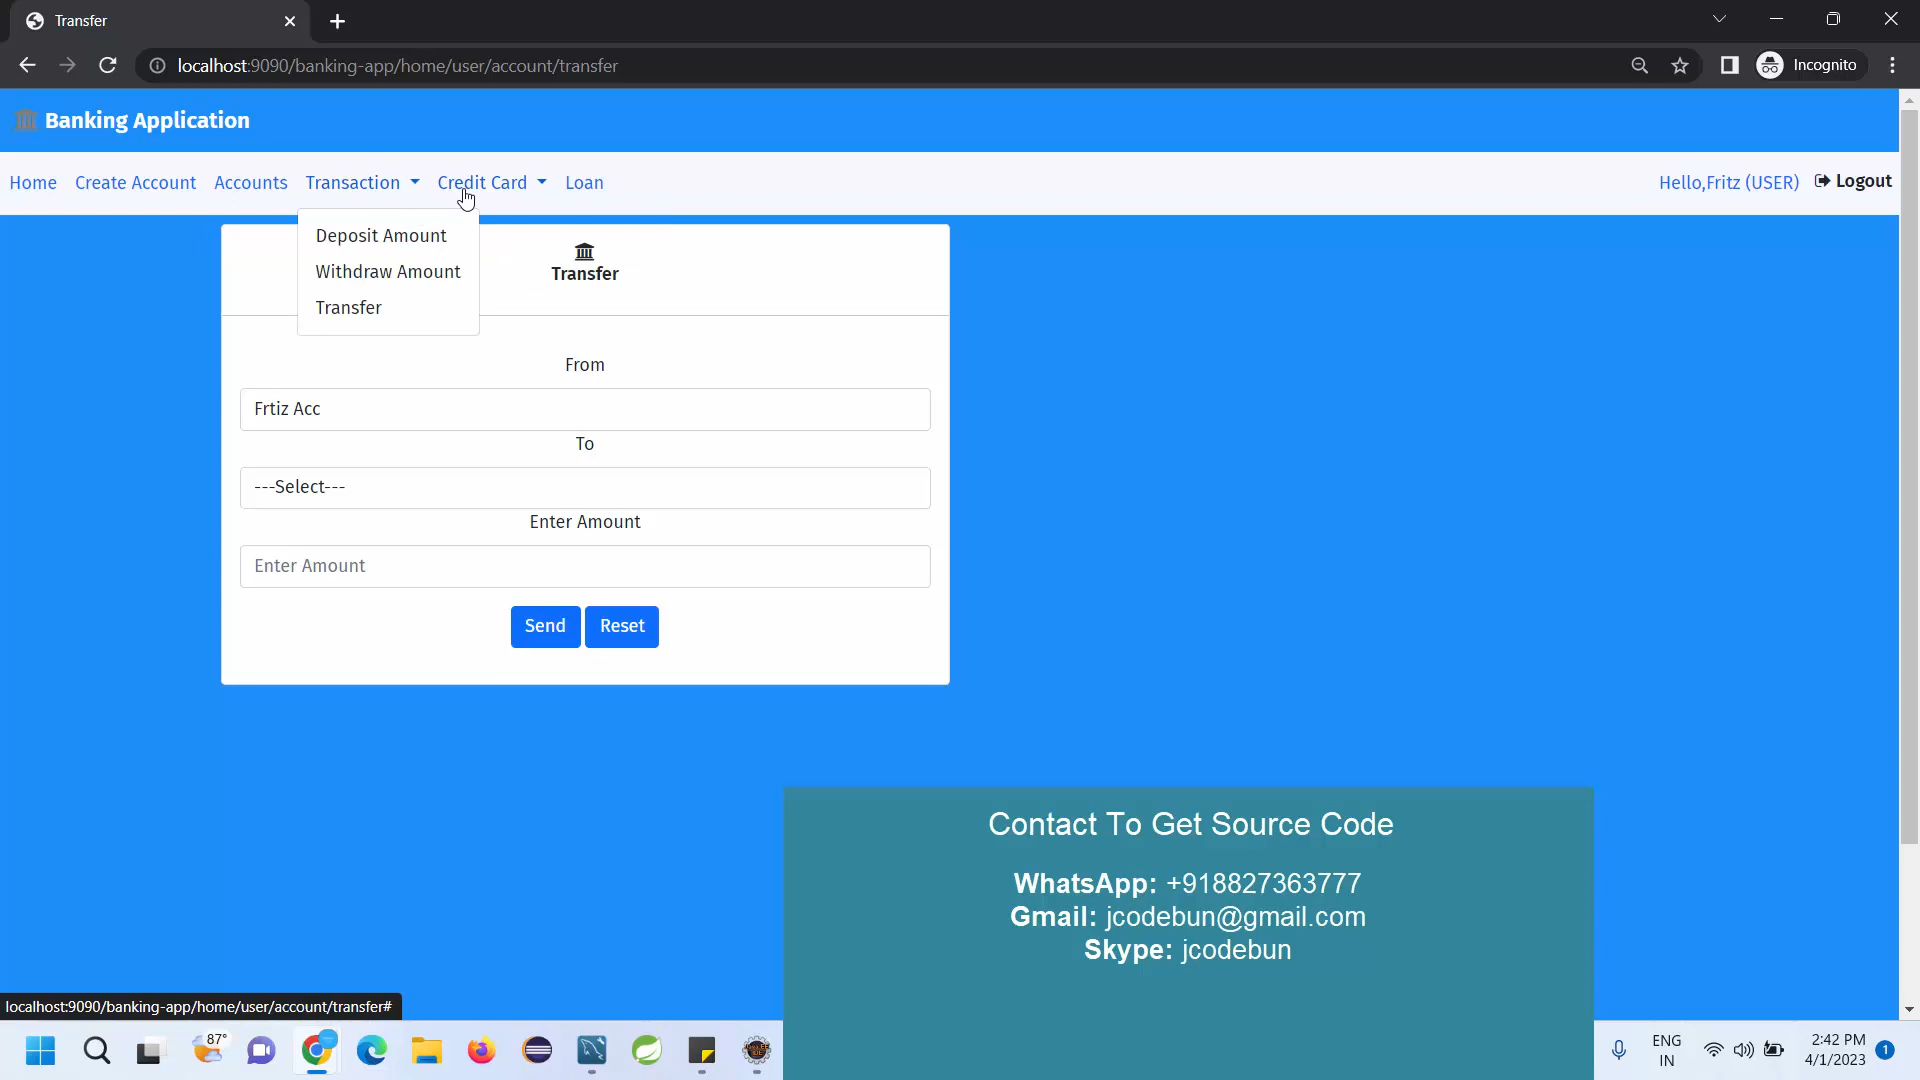 Transfer
localhost:9090/banking-app/home/user/account/transfer
Incognito
Banking Application
Home Create Account Accounts Transaction Credit Card Loan Hello,Fritz (USER) Logout
Deposit Amount
Withdraw Amount
Transfer
Transfer
From
Frtiz Acc
To
---Select---
Enter Amount
Enter Amount
Send Reset
Contact To Get Source Code
WhatsApp: +918827363777
Gmail: jcodebun@gmail.com
Skype: jcodebun
localhost:9090/banking-app/home/user/account/transfer#
87°
ENG
IN
2:42 PM
4/1/2023
1